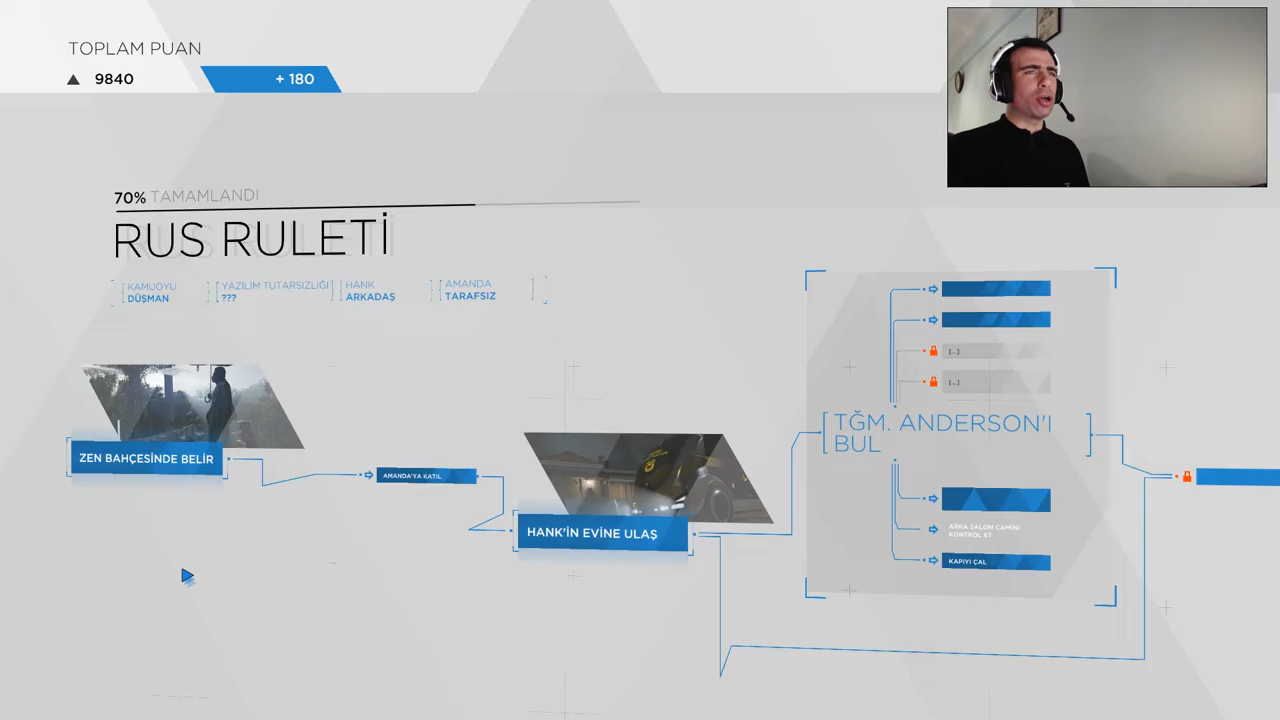 TOPLAM PUAN
9840
+ 180
70% TAMAMLANDI
RUS RULETİ
KAMUOYU
DÜŞMAN
YAZILIM TUTARSIZLIĞI
???
HANK
ARKADAŞ
AMANDA
TARAFSIZ
[...]
[...]
TĞM. ANDERSON'I
BUL
ZEN BAHÇESİNDE BELİR
AMANDA'YA KATIL
HANK'İN EVİNE ULAŞ
ARKA SALON CAMINI
KONTROL ET
KAPIYI ÇAL